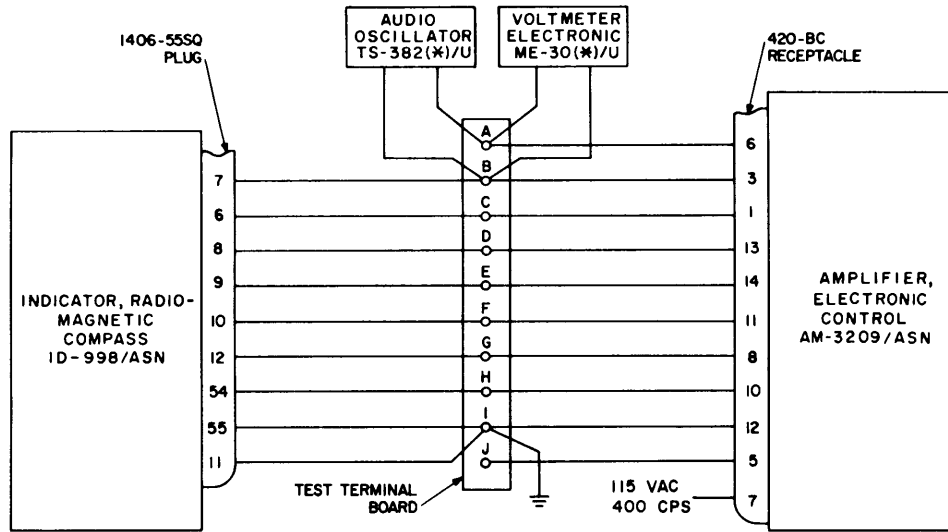 AUDIO
OSCILLATOR
TS-382(*)/U
VOLTMETER
ELECTRONIC
ME-30(*)/U
1406-55SQ
PLUG
420-BC
RECEPTACLE
A
6
B
7
3
C
6
1
D
8
13
E
9
14
F
10
11
G
12
8
H
54
10
I
55
12
J
11
5
7
INDICATOR, RADIO-
MAGNETIC
COMPASS
ID-998/ASN
AMPLIFIER,
ELECTRONIC
CONTROL
AM-3209/ASN
TEST TERMINAL
BOARD
115 VAC
400 CPS